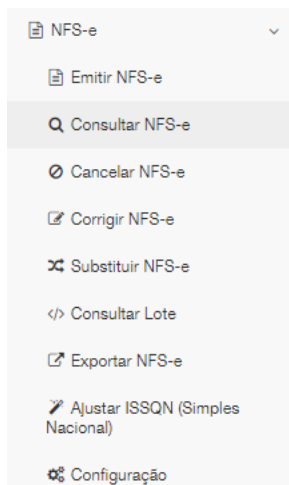 NFS-e
Emitir NFS-e
Consultar NFS-e
Cancelar NFS-e
Corrigir NFS-e
Substituir NFS-e
Consultar Lote
Exportar NFS-e
Ajustar ISSQN (Simples
Nacional)
Configuração